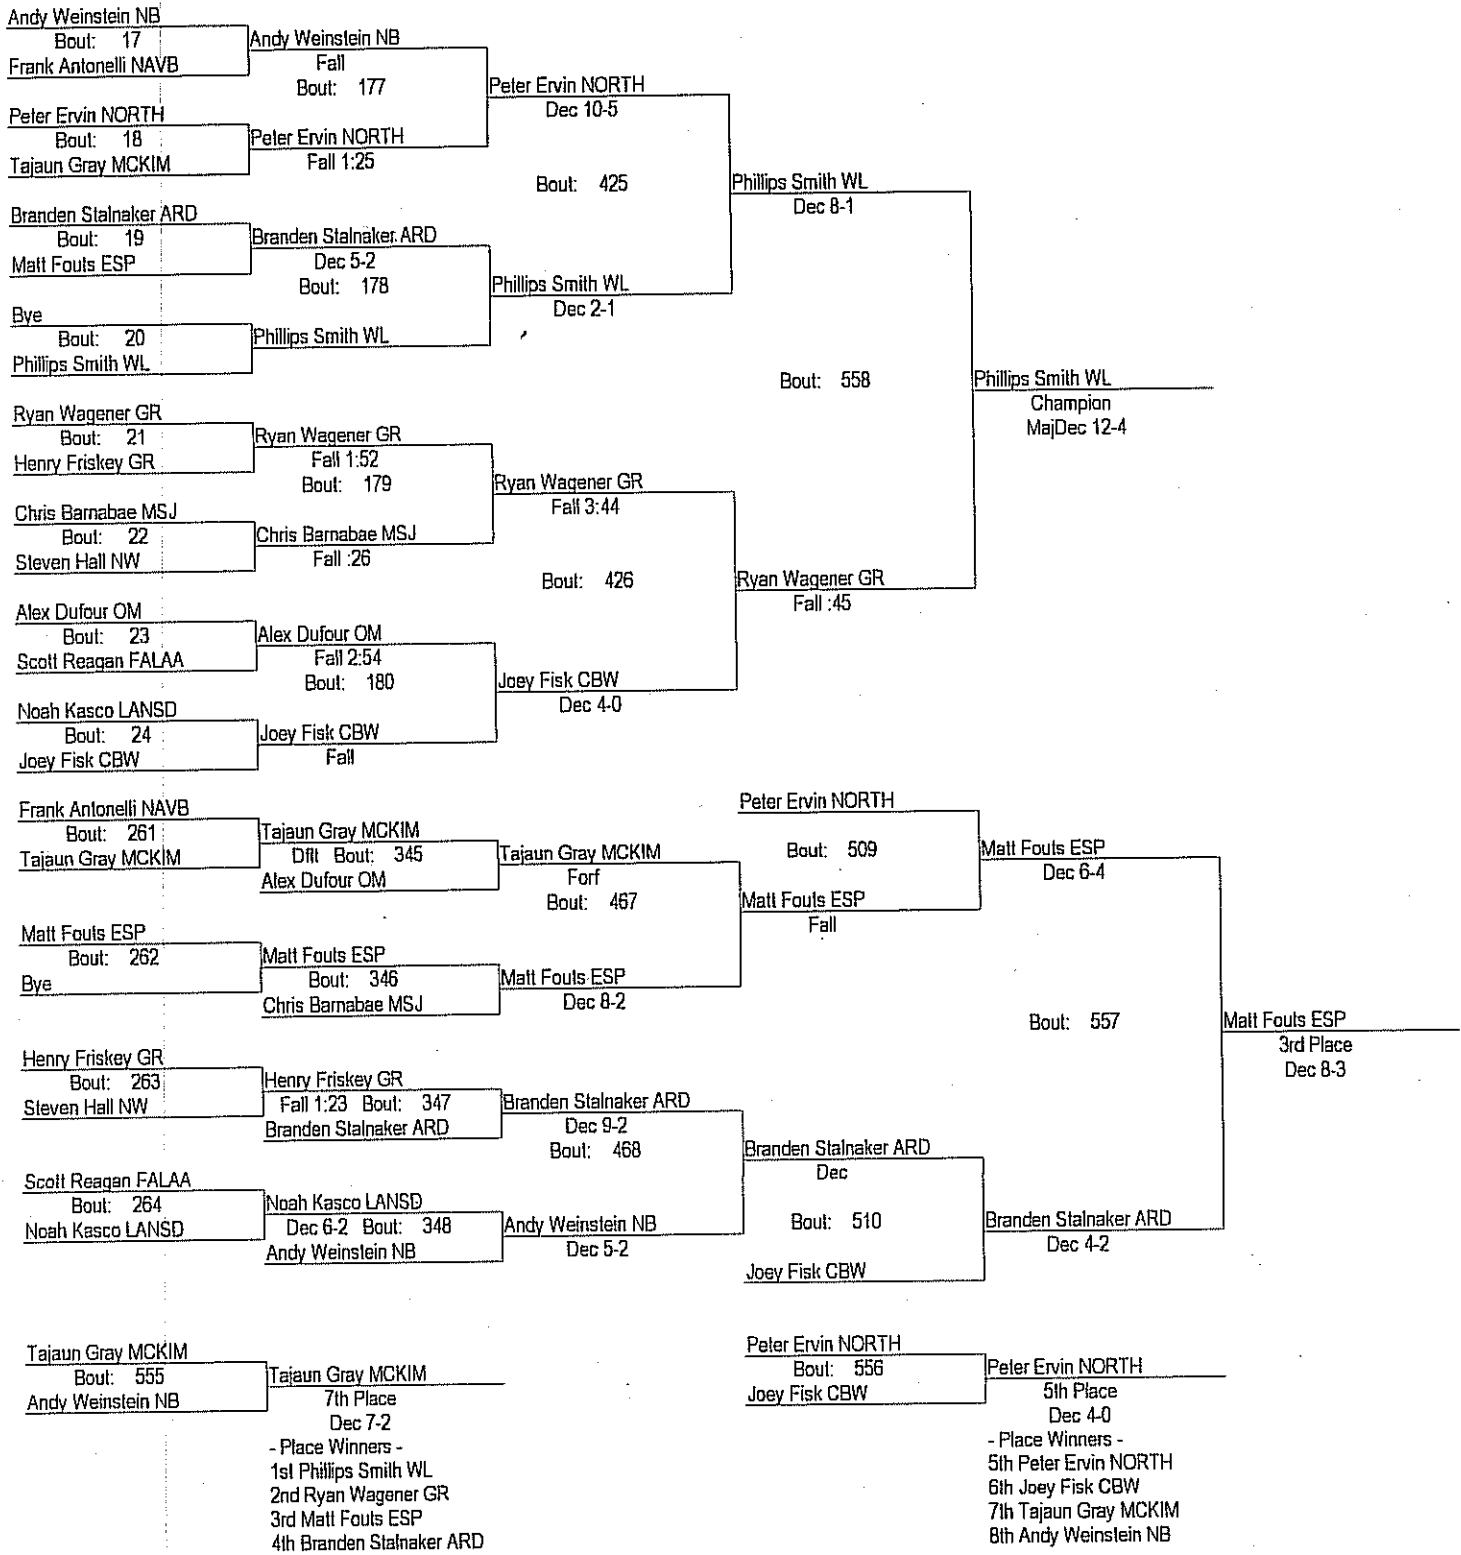 Andy Weinstein NB
Bout: 17
Frank Antonelli NAVB
Andy Weinstein NB
Fall
Bout: 177
Peter Ervin NORTH
Bout: 18
Tajaun Gray MCKIM
Peter Ervin NORTH
Fall 1:25
Peter Ervin NORTH
Dec 10-5
Bout: 425
Branden Stalnaker ARD
Bout: 19
Matt Fouts ESP
Branden Stalnaker ARD
Dec 5-2
Bout: 178
Bye
Bout: 20
Phillips Smith WL
Phillips Smith WL
Phillips Smith WL
Dec 2-1
Phillips Smith WL
Dec 8-1
Bout: 558
Phillips Smith WL
Champion
MajDec 12-4
Ryan Wagener GR
Bout: 21
Henry Friskey GR
Ryan Wagener GR
Fall 1:52
Bout: 179
Chris Barnabae MSJ
Bout: 22
Steven Hall NW
Chris Barnabae MSJ
Fall :26
Ryan Wagener GR
Fall 3:44
Bout: 426
Ryan Wagener GR
Fall :45
Alex Dufour OM
Bout: 23
Scott Reagan FALAA
Alex Dufour OM
Fall 2:54
Bout: 180
Noah Kasco LANSD
Bout: 24
Joey Fisk CBW
Joey Fisk CBW
Fall
Joey Fisk CBW
Dec 4-0
Frank Antonelli NAVB
Bout: 261
Tajaun Gray MCKIM
Tajaun Gray MCKIM
Dflt Bout: 345
Alex Dufour OM
Tajaun Gray MCKIM
Forf
Bout: 467
Matt Fouts ESP
Bout: 262
Bye
Matt Fouts ESP
Bout: 346
Chris Barnabae MSJ
Matt Fouts ESP
Dec 8-2
Peter Ervin NORTH
Bout: 509
Matt Fouts ESP
Fall
Matt Fouts ESP
Dec 6-4
Bout: 557
Matt Fouts ESP
3rd Place
Dec 8-3
Henry Friskey GR
Bout: 263
Steven Hall NW
Henry Friskey GR
Fall 1:23 Bout: 347
Branden Stalnaker ARD
Branden Stalnaker ARD
Dec 9-2
Bout: 468
Scott Reagan FALAA
Bout: 264
Noah Kasco LANSD
Noah Kasco LANSD
Dec 6-2 Bout: 348
Andy Weinstein NB
Andy Weinstein NB
Dec 5-2
Branden Stalnaker ARD
Dec
Bout: 510
Joey Fisk CBW
Branden Stalnaker ARD
Dec 4-2
Tajaun Gray MCKIM
Bout: 555
Andy Weinstein NB
Tajaun Gray MCKIM
7th Place
Dec 7-2
- Place Winners -
1st Phillips Smith WL
2nd Ryan Wagener GR
3rd Matt Fouts ESP
4th Branden Stalnaker ARD
Peter Ervin NORTH
Bout: 556
Joey Fisk CBW
Peter Ervin NORTH
5th Place
Dec 4-0
- Place Winners -
5th Peter Ervin NORTH
6th Joey Fisk CBW
7th Tajaun Gray MCKIM
8th Andy Weinstein NB